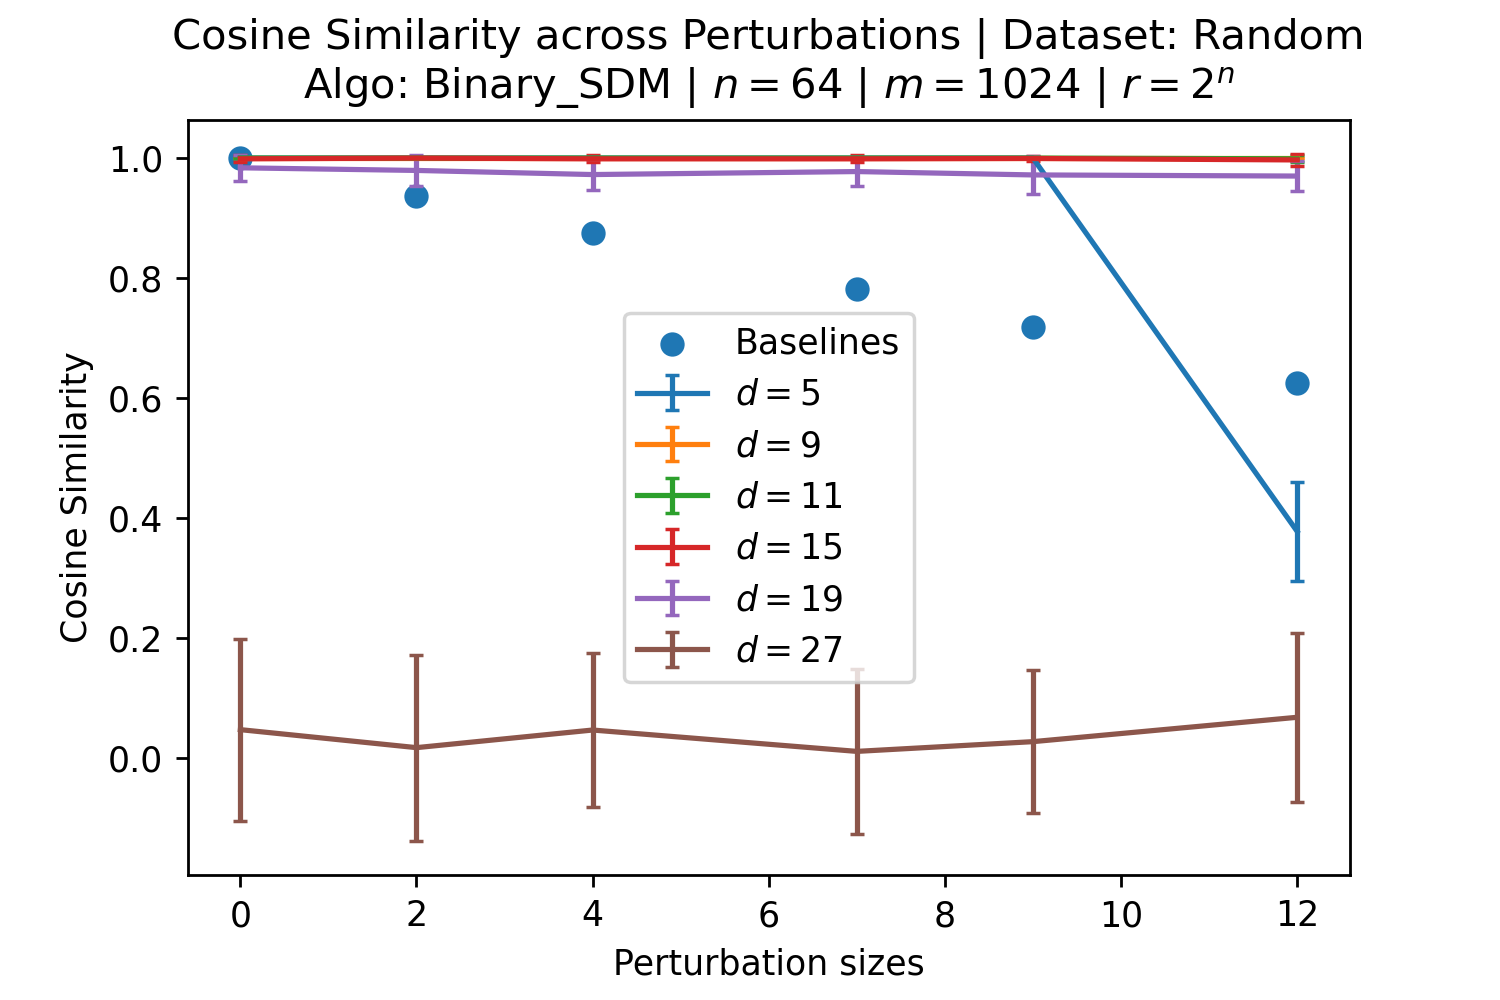 Cosine Similarity across Perturbations | Dataset: Random
Algo: Binary_SDM | n = 64 | m = 1024 | r = 2ⁿ
1.0
0.8
0.6
0.4
0.2
0.0
Cosine Similarity
Baselines
d = 5
d = 9
d = 11
d = 15
d = 19
d = 27
0 2 4 6 8 10 12
Perturbation sizes